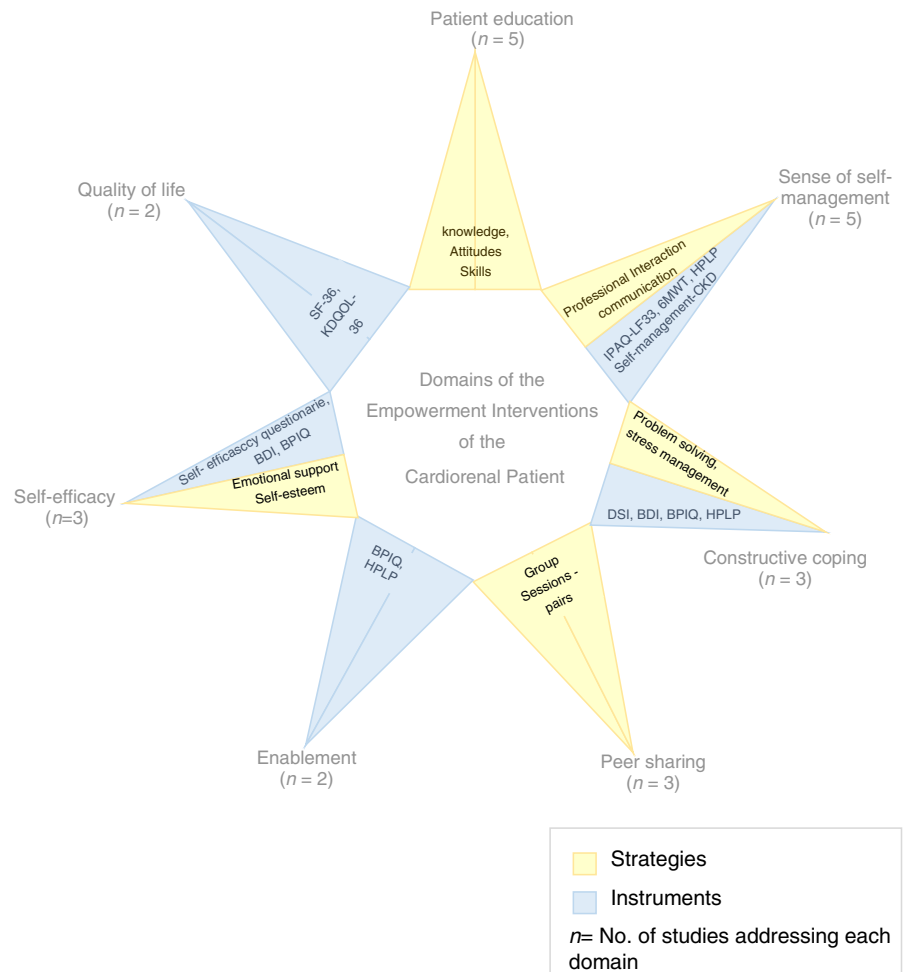 Patient education
(n = 5)
Sense of self-
management
(n = 5)
Quality of life
(n = 2)
knowledge,
Attitudes
Skills
Professional Interaction
communication
IPAQ-LF33, 6MWT, HPLP
Self-management-CKD
SF-36,
KDQOL-
36
Domains of the
Empowerment Interventions
of the
Cardiorenal Patient
Problem solving,
stress management
DSI, BDI, BPIQ, HPLP
Constructive coping
(n = 3)
Self- efficasccy questionarie,
BDI, BPIQ
Emotional support
Self-esteem
Self-efficacy
(n=3)
BPIQ,
HPLP
Group
Sessions -
pairs
Enablement
(n = 2)
Peer sharing
(n = 3)
Strategies
Instruments
n= No. of studies addressing each
domain